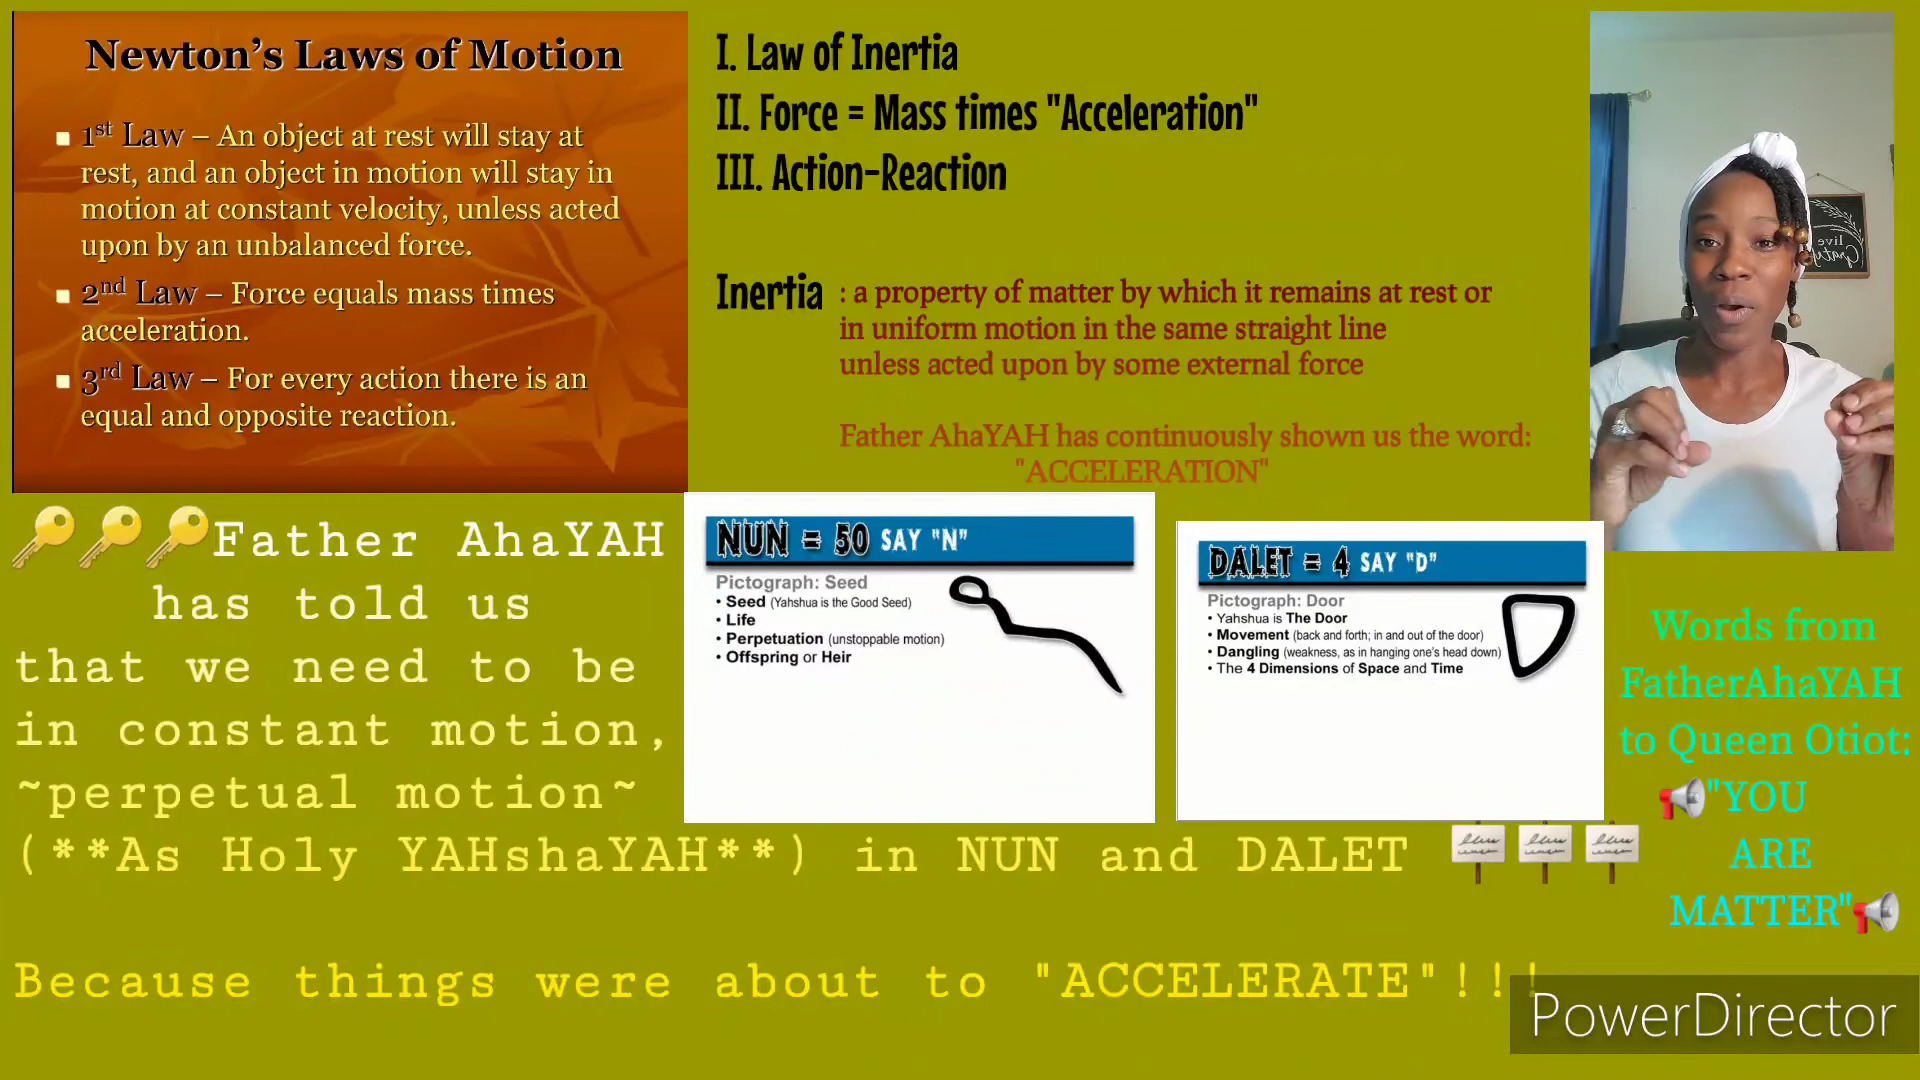 Newton's Laws of Motion
1st Law – An object at rest will stay at
rest, and an object in motion will stay in
motion at constant velocity, unless acted
upon by an unbalanced force.
2nd Law – Force equals mass times
acceleration.
3rd Law – For every action there is an
equal and opposite reaction.
I. Law of Inertia
II. Force = Mass times "Acceleration"
III. Action-Reaction
Inertia : a property of matter by which it remains at rest or
in uniform motion in the same straight line
unless acted upon by some external force
Father AhaYAH has continuously shown us the word:
"ACCELERATION"
live
🔑🔑🔑Father AhaYAH
has told us
that we need to be
in constant motion,
~perpetual motion~
(**As Holy YAHshaYAH**) in NUN and DALET
Because things were about to "ACCELERATE"!!!
NUN = 50 SAY "N"
Pictograph: Seed
• Seed (Yahshua is the Good Seed)
• Life
• Perpetuation (unstoppable motion)
• Offspring or Heir
DALET = 4 SAY "D"
Pictograph: Door
• Yahshua is The Door
• Movement (back and forth; in and out of the door)
• Dangling (weakness, as in hanging one's head down)
• The 4 Dimensions of Space and Time
Words from
FatherAhaYAH
to Queen Otiot:
📢"YOU
ARE
MATTER"📢
PowerDirector